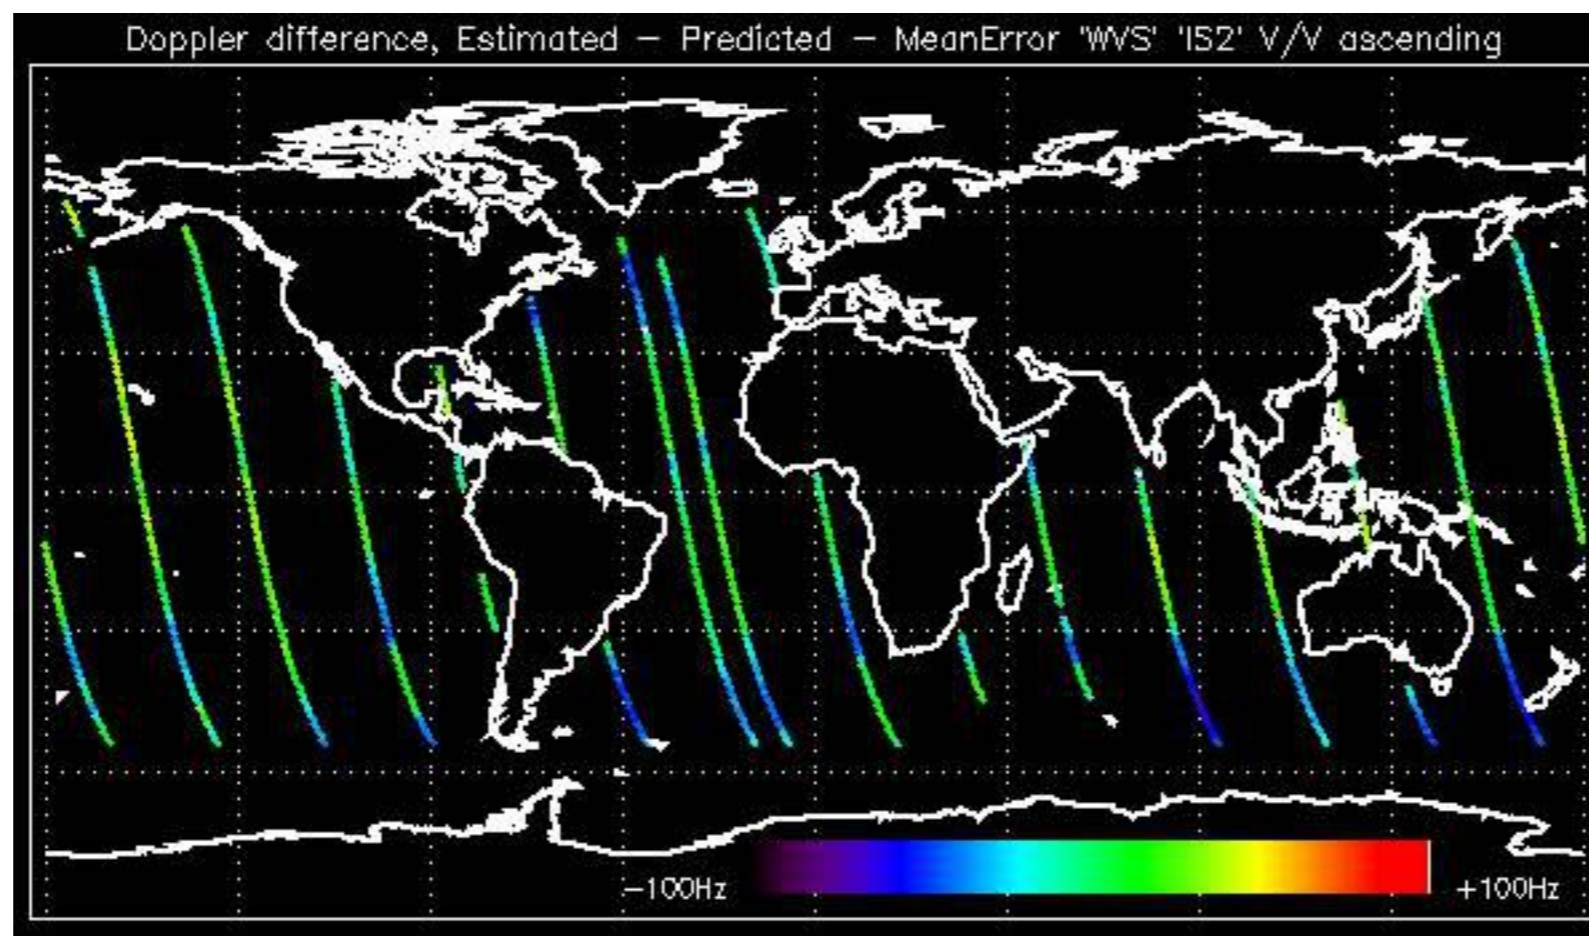 Doppler difference, Estimated – Predicted – MeanError 'WVS' 'IS2' V/V ascending
–100Hz +100Hz